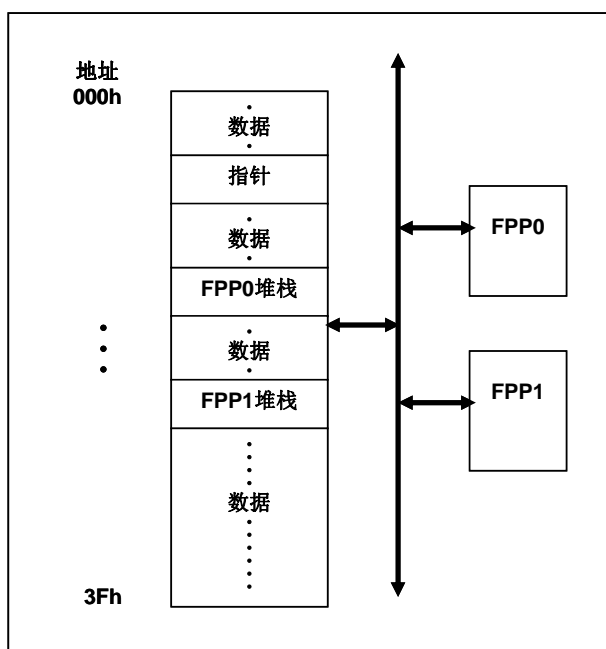 地址
000h
数据
指针
数据
FPP0堆栈
数据
FPP1堆栈
数据
3Fh
FPP0
FPP1